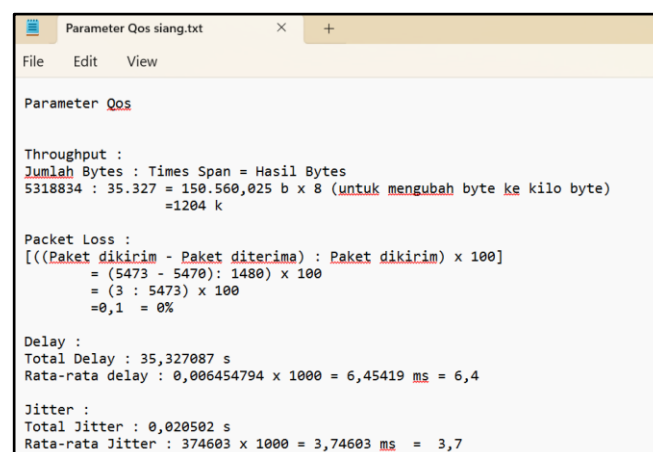 Parameter Qos siang.txt
File Edit View
Parameter Qos
Throughput :
Jumlah Bytes : Times Span = Hasil Bytes
5318834 : 35.327 = 150.560,025 b x 8 (untuk mengubah byte ke kilo byte)
=1204 k
Packet Loss :
[((Paket dikirim - Paket diterima) : Paket dikirim) x 100]
= (5473 - 5470): 1480) x 100
= (3 : 5473) x 100
=0,1 = 0%
Delay :
Total Delay : 35,327087 s
Rata-rata delay : 0,006454794 x 1000 = 6,45419 ms = 6,4
Jitter :
Total Jitter : 0,020502 s
Rata-rata Jitter : 374603 x 1000 = 3,74603 ms = 3,7